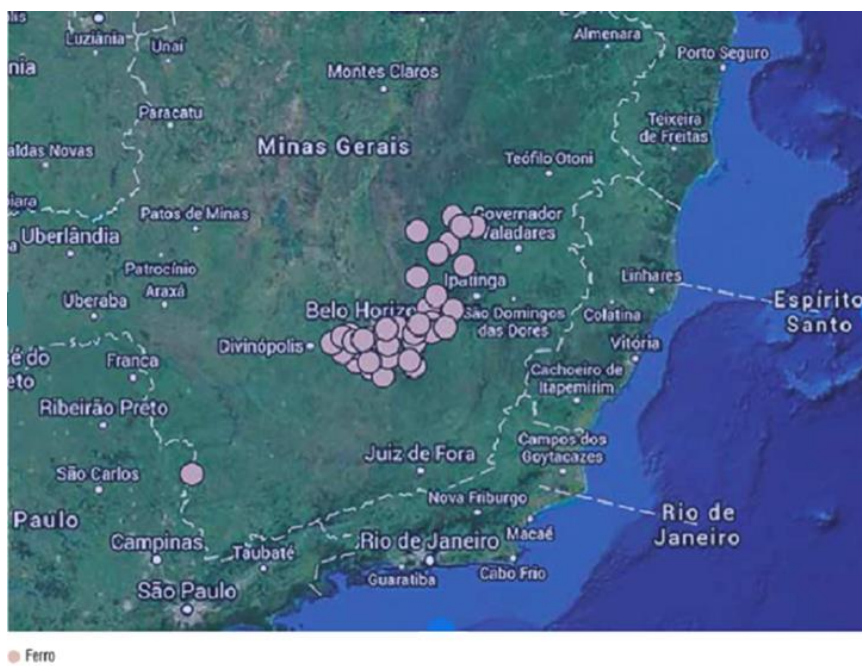 Luziânia
Unaí
Almenara
Porto Seguro
Montes Claros
Paracatu
Teixeira
de Freitas
aldas Novas
Minas Gerais
Teófilo Otoni
Patos de Minas
Governador
Valadares
Uberlândia
Patrocínio
Araxá
Ipatinga
Linhares
Uberaba
Belo Horizo
São Domingos
das Dores
Colatina
Espírito
Santo
Divinópolis
Vitória
Franca
Cachoeiro de
Itapemirim
Ribeirão Preto
Juiz de Fora
Campos dos
Goytacazes
São Carlos
Nova Friburgo
Paulo
Macaé
Rio de
Janeiro
Campinas
Taubaté
Rio de Janeiro
Guaratiba
Cabo Frio
São Paulo
Ferro